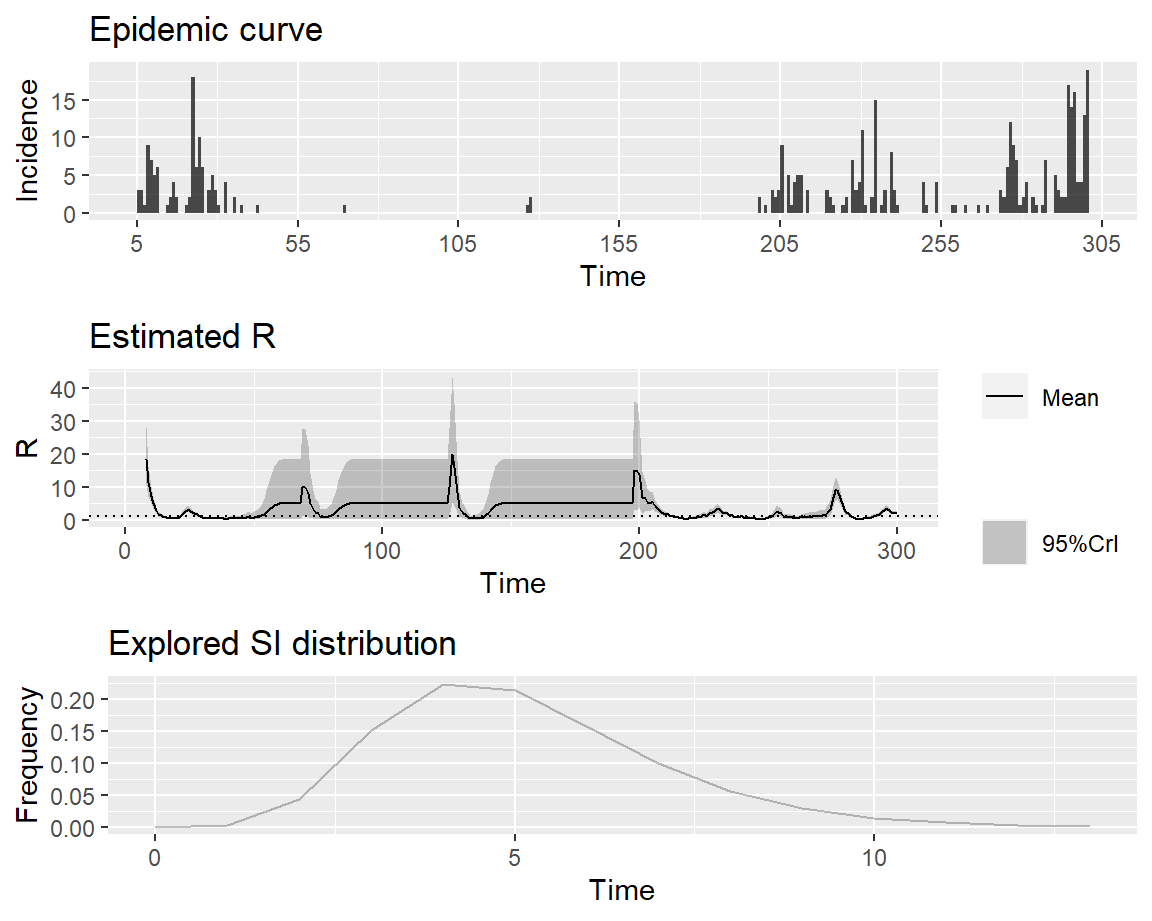 Epidemic curve
Incidence
15
10
5
0
5 55 105 155 205 255 305
Time
Estimated R
R
40
30
20
10
0
0 100 200 300
Time
Mean
95%CrI
Explored SI distribution
Frequency
0.20
0.15
0.10
0.05
0.00
0 5 10
Time